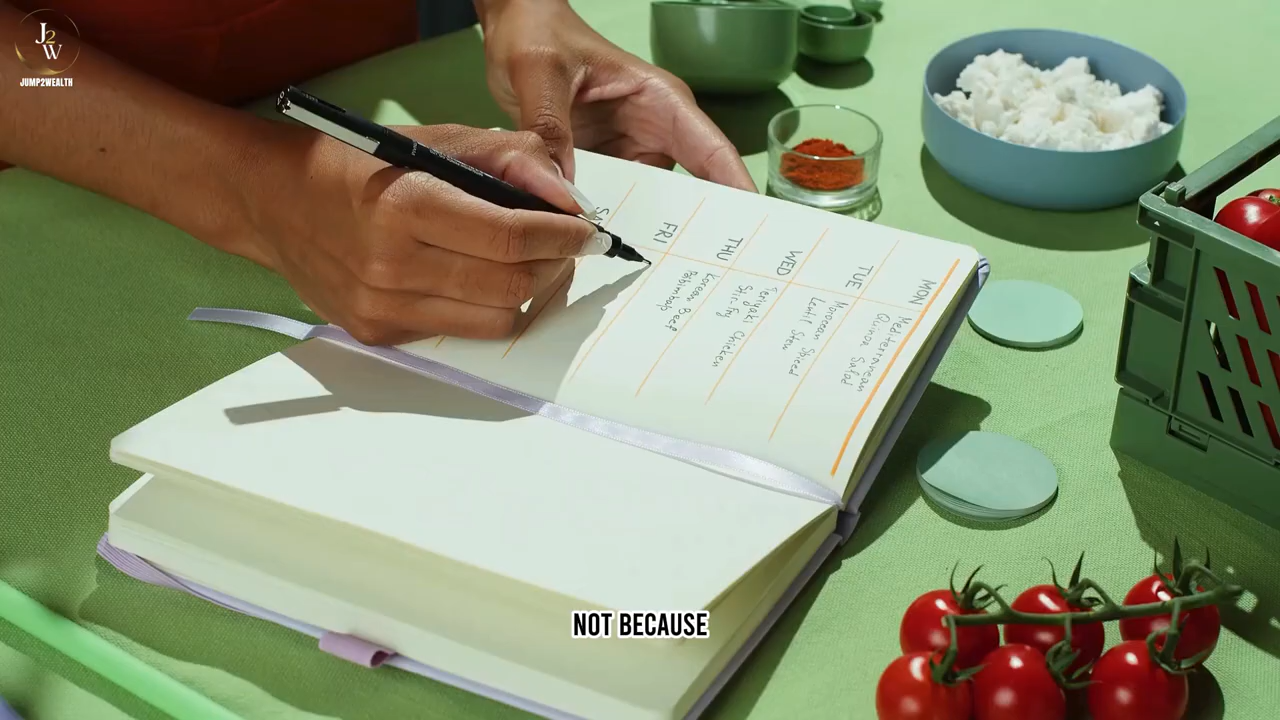 J2W
JUMP2WEALTH
MON
Mediterranean
Quinoa Salad
TUE
Moroccan Spiced
Lentil Stew
WED
Teriyaki Chicken
Stir Fry
THU
Korean Beef
Bibimbap
FRI
SA
NOT BECAUSE